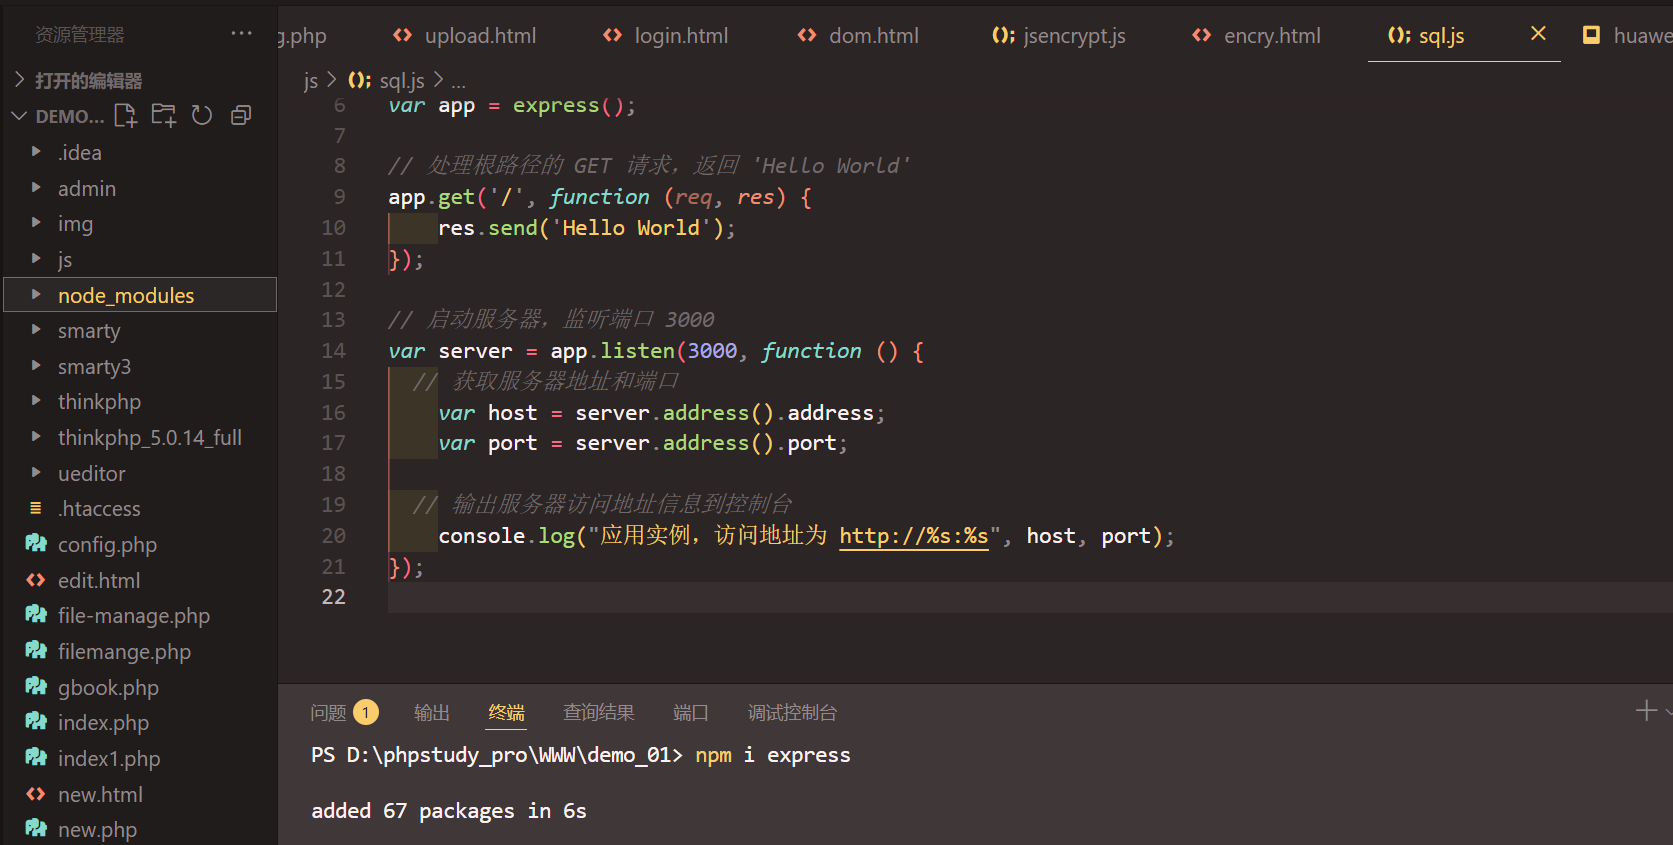 资源管理器 ...
g.php upload.html login.html dom.html jsencrypt.js encry.html sql.js huawe
打开的编辑器
DEMO...
.idea
admin
img
js
node_modules
smarty
smarty3
thinkphp
thinkphp_5.0.14_full
ueditor
.htaccess
config.php
edit.html
file-manage.php
filemange.php
gbook.php
index.php
index1.php
new.html
new.php
js > sql.js > ...
6 var app = express();
7
8 // 处理根路径的 GET 请求，返回 'Hello World'
9 app.get('/', function (req, res) {
10 res.send('Hello World');
11 });
12
13 // 启动服务器，监听端口 3000
14 var server = app.listen(3000, function () {
15 // 获取服务器地址和端口
16 var host = server.address().address;
17 var port = server.address().port;
18
19 // 输出服务器访问地址信息到控制台
20 console.log("应用实例，访问地址为 http://%s:%s", host, port);
21 });
22
问题 1 输出 终端 查询结果 端口 调试控制台
PS D:\phpstudy_pro\WWW\demo_01> npm i express
added 67 packages in 6s